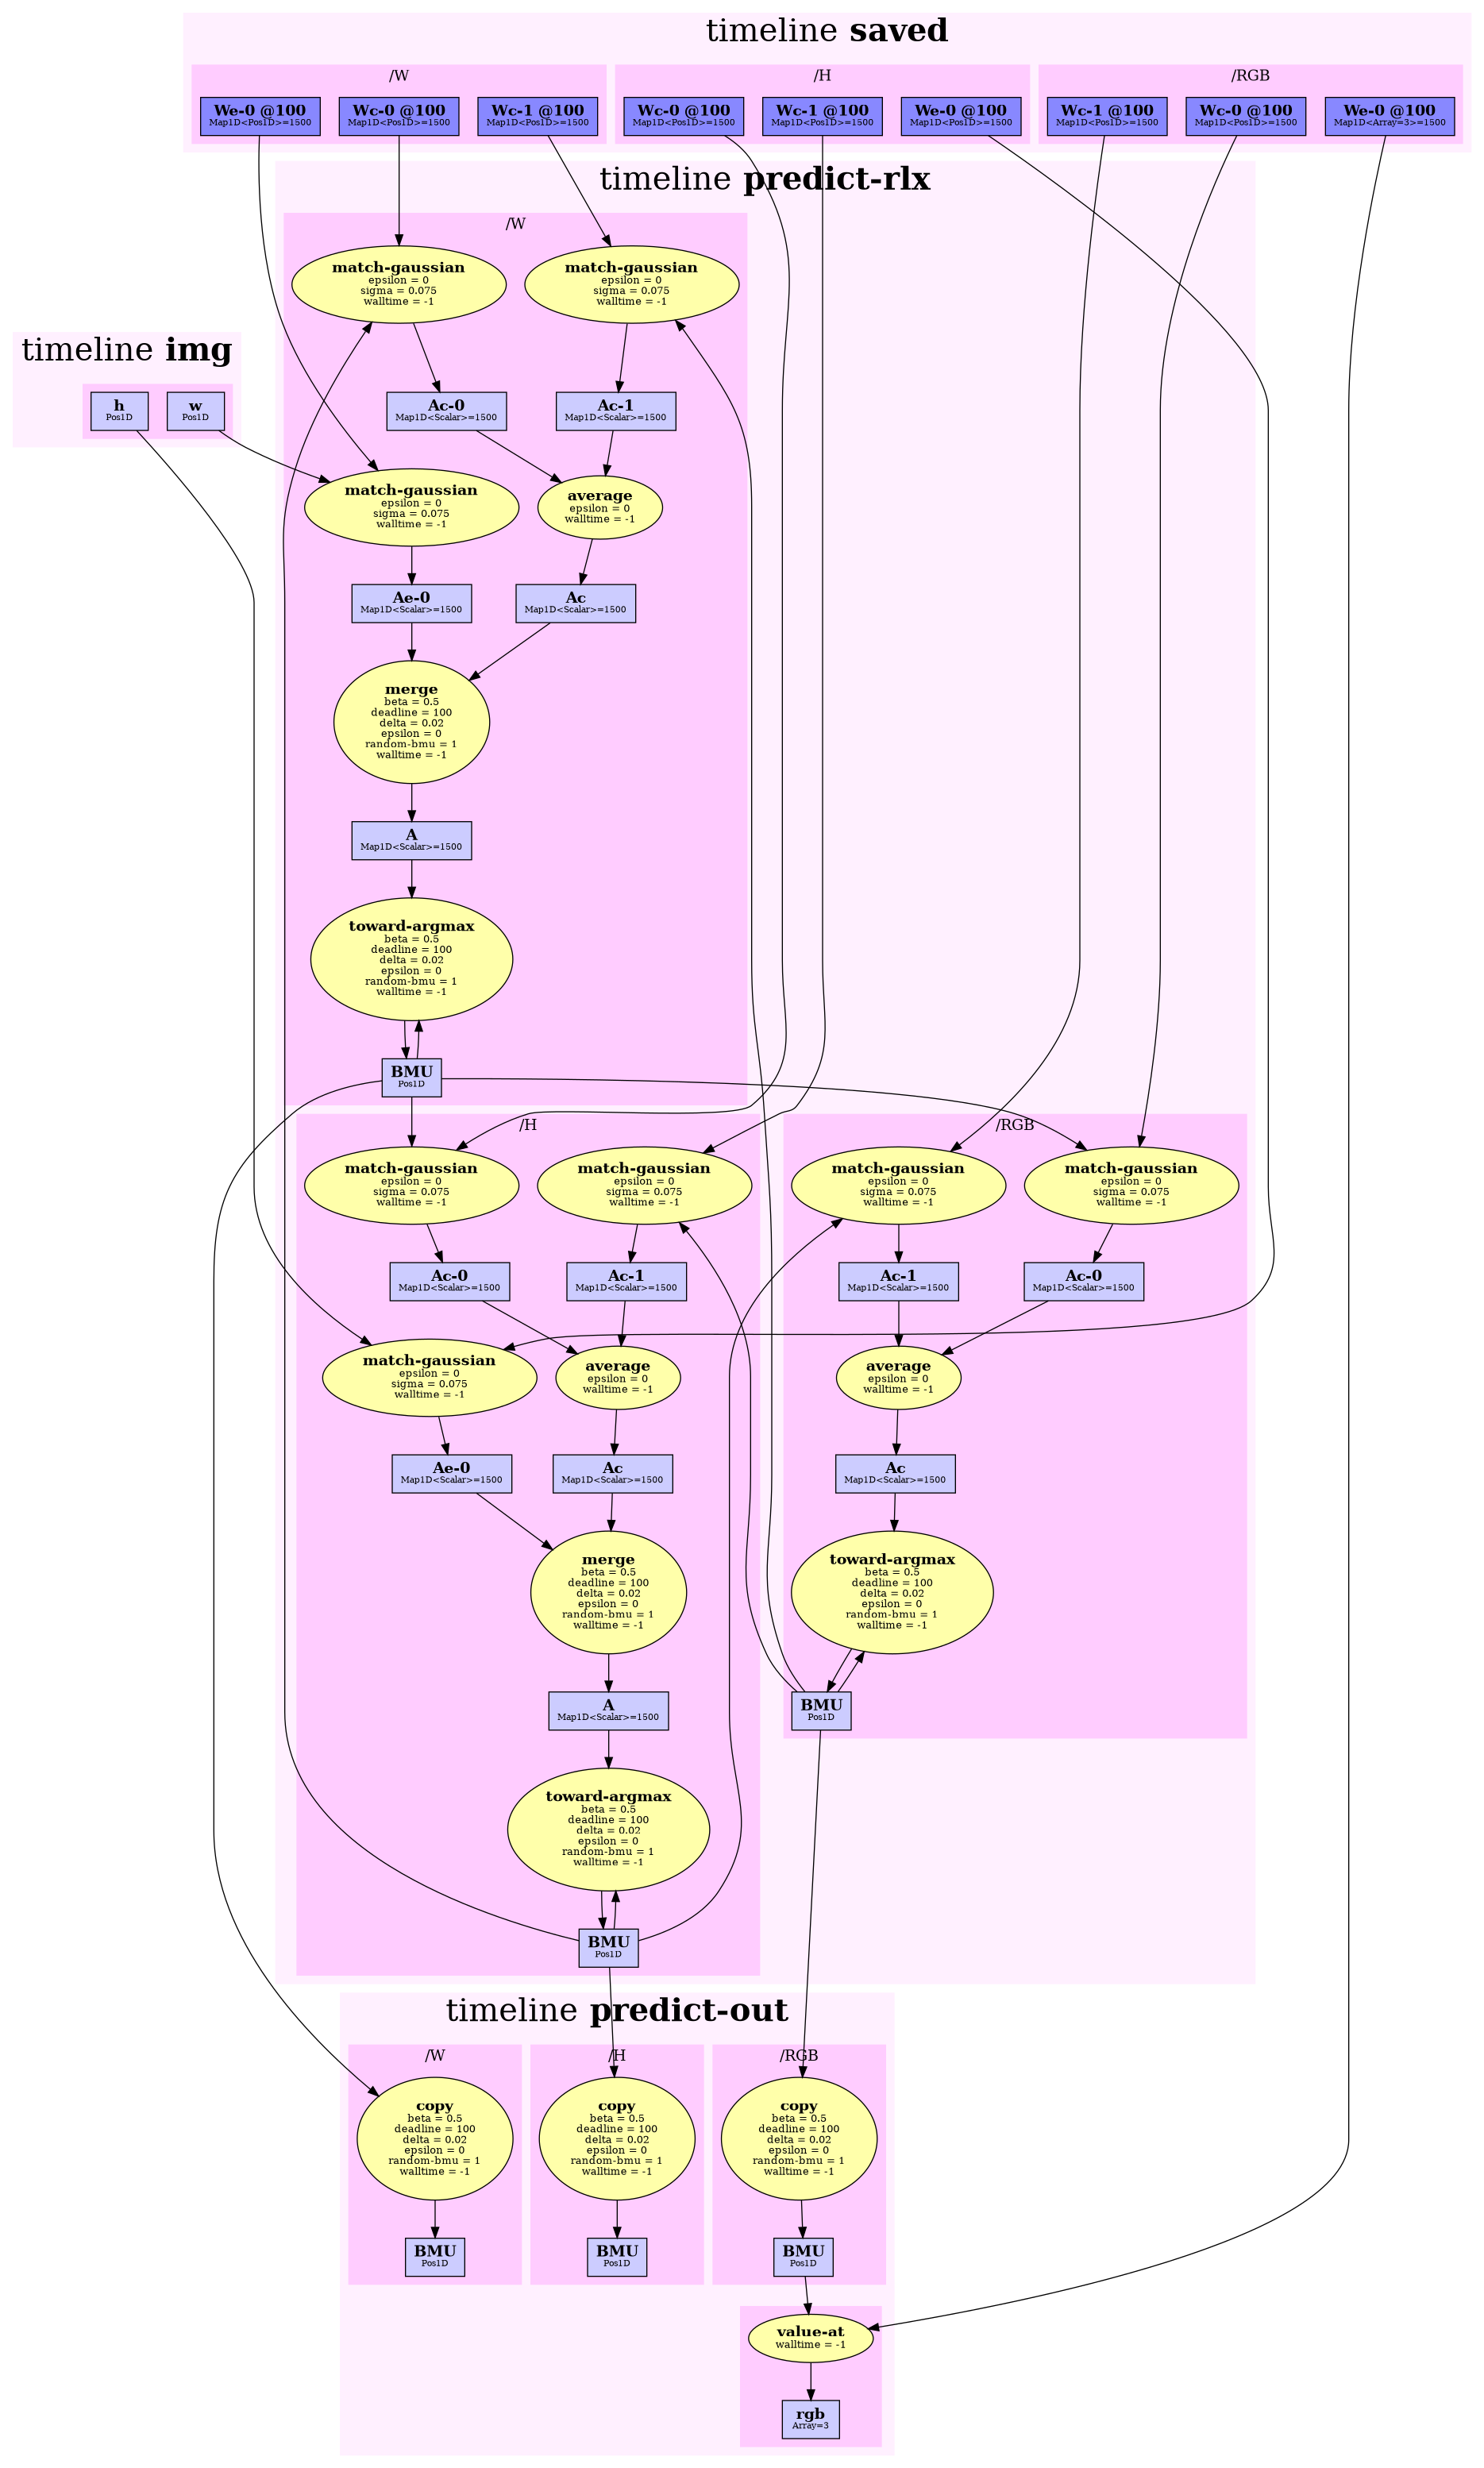 timeline saved
/W
We-0 @100
Map1D<Pos1D>=1500
Wc-0 @100
Map1D<Pos1D>=1500
Wc-1 @100
Map1D<Pos1D>=1500
/H
Wc-0 @100
Map1D<Pos1D>=1500
Wc-1 @100
Map1D<Pos1D>=1500
We-0 @100
Map1D<Pos1D>=1500
/RGB
Wc-1 @100
Map1D<Pos1D>=1500
Wc-0 @100
Map1D<Pos1D>=1500
We-0 @100
Map1D<Array=3>=1500
timeline predict-rlx
/W
match-gaussian
epsilon = 0
sigma = 0.075
walltime = -1
match-gaussian
epsilon = 0
sigma = 0.075
walltime = -1
timeline img
h
Pos1D
w
Pos1D
Ac-0
Map1D<Scalar>=1500
Ac-1
Map1D<Scalar>=1500
match-gaussian
epsilon = 0
sigma = 0.075
walltime = -1
average
epsilon = 0
walltime = -1
Ae-0
Map1D<Scalar>=1500
Ac
Map1D<Scalar>=1500
merge
beta = 0.5
deadline = 100
delta = 0.02
epsilon = 0
random-bmu = 1
walltime = -1
A
Map1D<Scalar>=1500
toward-argmax
beta = 0.5
deadline = 100
delta = 0.02
epsilon = 0
random-bmu = 1
walltime = -1
BMU
Pos1D
/H
match-gaussian
epsilon = 0
sigma = 0.075
walltime = -1
match-gaussian
epsilon = 0
sigma = 0.075
walltime = -1
Ac-0
Map1D<Scalar>=1500
Ac-1
Map1D<Scalar>=1500
match-gaussian
epsilon = 0
sigma = 0.075
walltime = -1
average
epsilon = 0
walltime = -1
Ae-0
Map1D<Scalar>=1500
Ac
Map1D<Scalar>=1500
merge
beta = 0.5
deadline = 100
delta = 0.02
epsilon = 0
random-bmu = 1
walltime = -1
A
Map1D<Scalar>=1500
toward-argmax
beta = 0.5
deadline = 100
delta = 0.02
epsilon = 0
random-bmu = 1
walltime = -1
BMU
Pos1D
/RGB
match-gaussian
epsilon = 0
sigma = 0.075
walltime = -1
match-gaussian
epsilon = 0
sigma = 0.075
walltime = -1
Ac-1
Map1D<Scalar>=1500
Ac-0
Map1D<Scalar>=1500
average
epsilon = 0
walltime = -1
Ac
Map1D<Scalar>=1500
toward-argmax
beta = 0.5
deadline = 100
delta = 0.02
epsilon = 0
random-bmu = 1
walltime = -1
BMU
Pos1D
timeline predict-out
/W
copy
beta = 0.5
deadline = 100
delta = 0.02
epsilon = 0
random-bmu = 1
walltime = -1
BMU
Pos1D
/H
copy
beta = 0.5
deadline = 100
delta = 0.02
epsilon = 0
random-bmu = 1
walltime = -1
BMU
Pos1D
/RGB
copy
beta = 0.5
deadline = 100
delta = 0.02
epsilon = 0
random-bmu = 1
walltime = -1
BMU
Pos1D
value-at
walltime = -1
rgb
Array=3